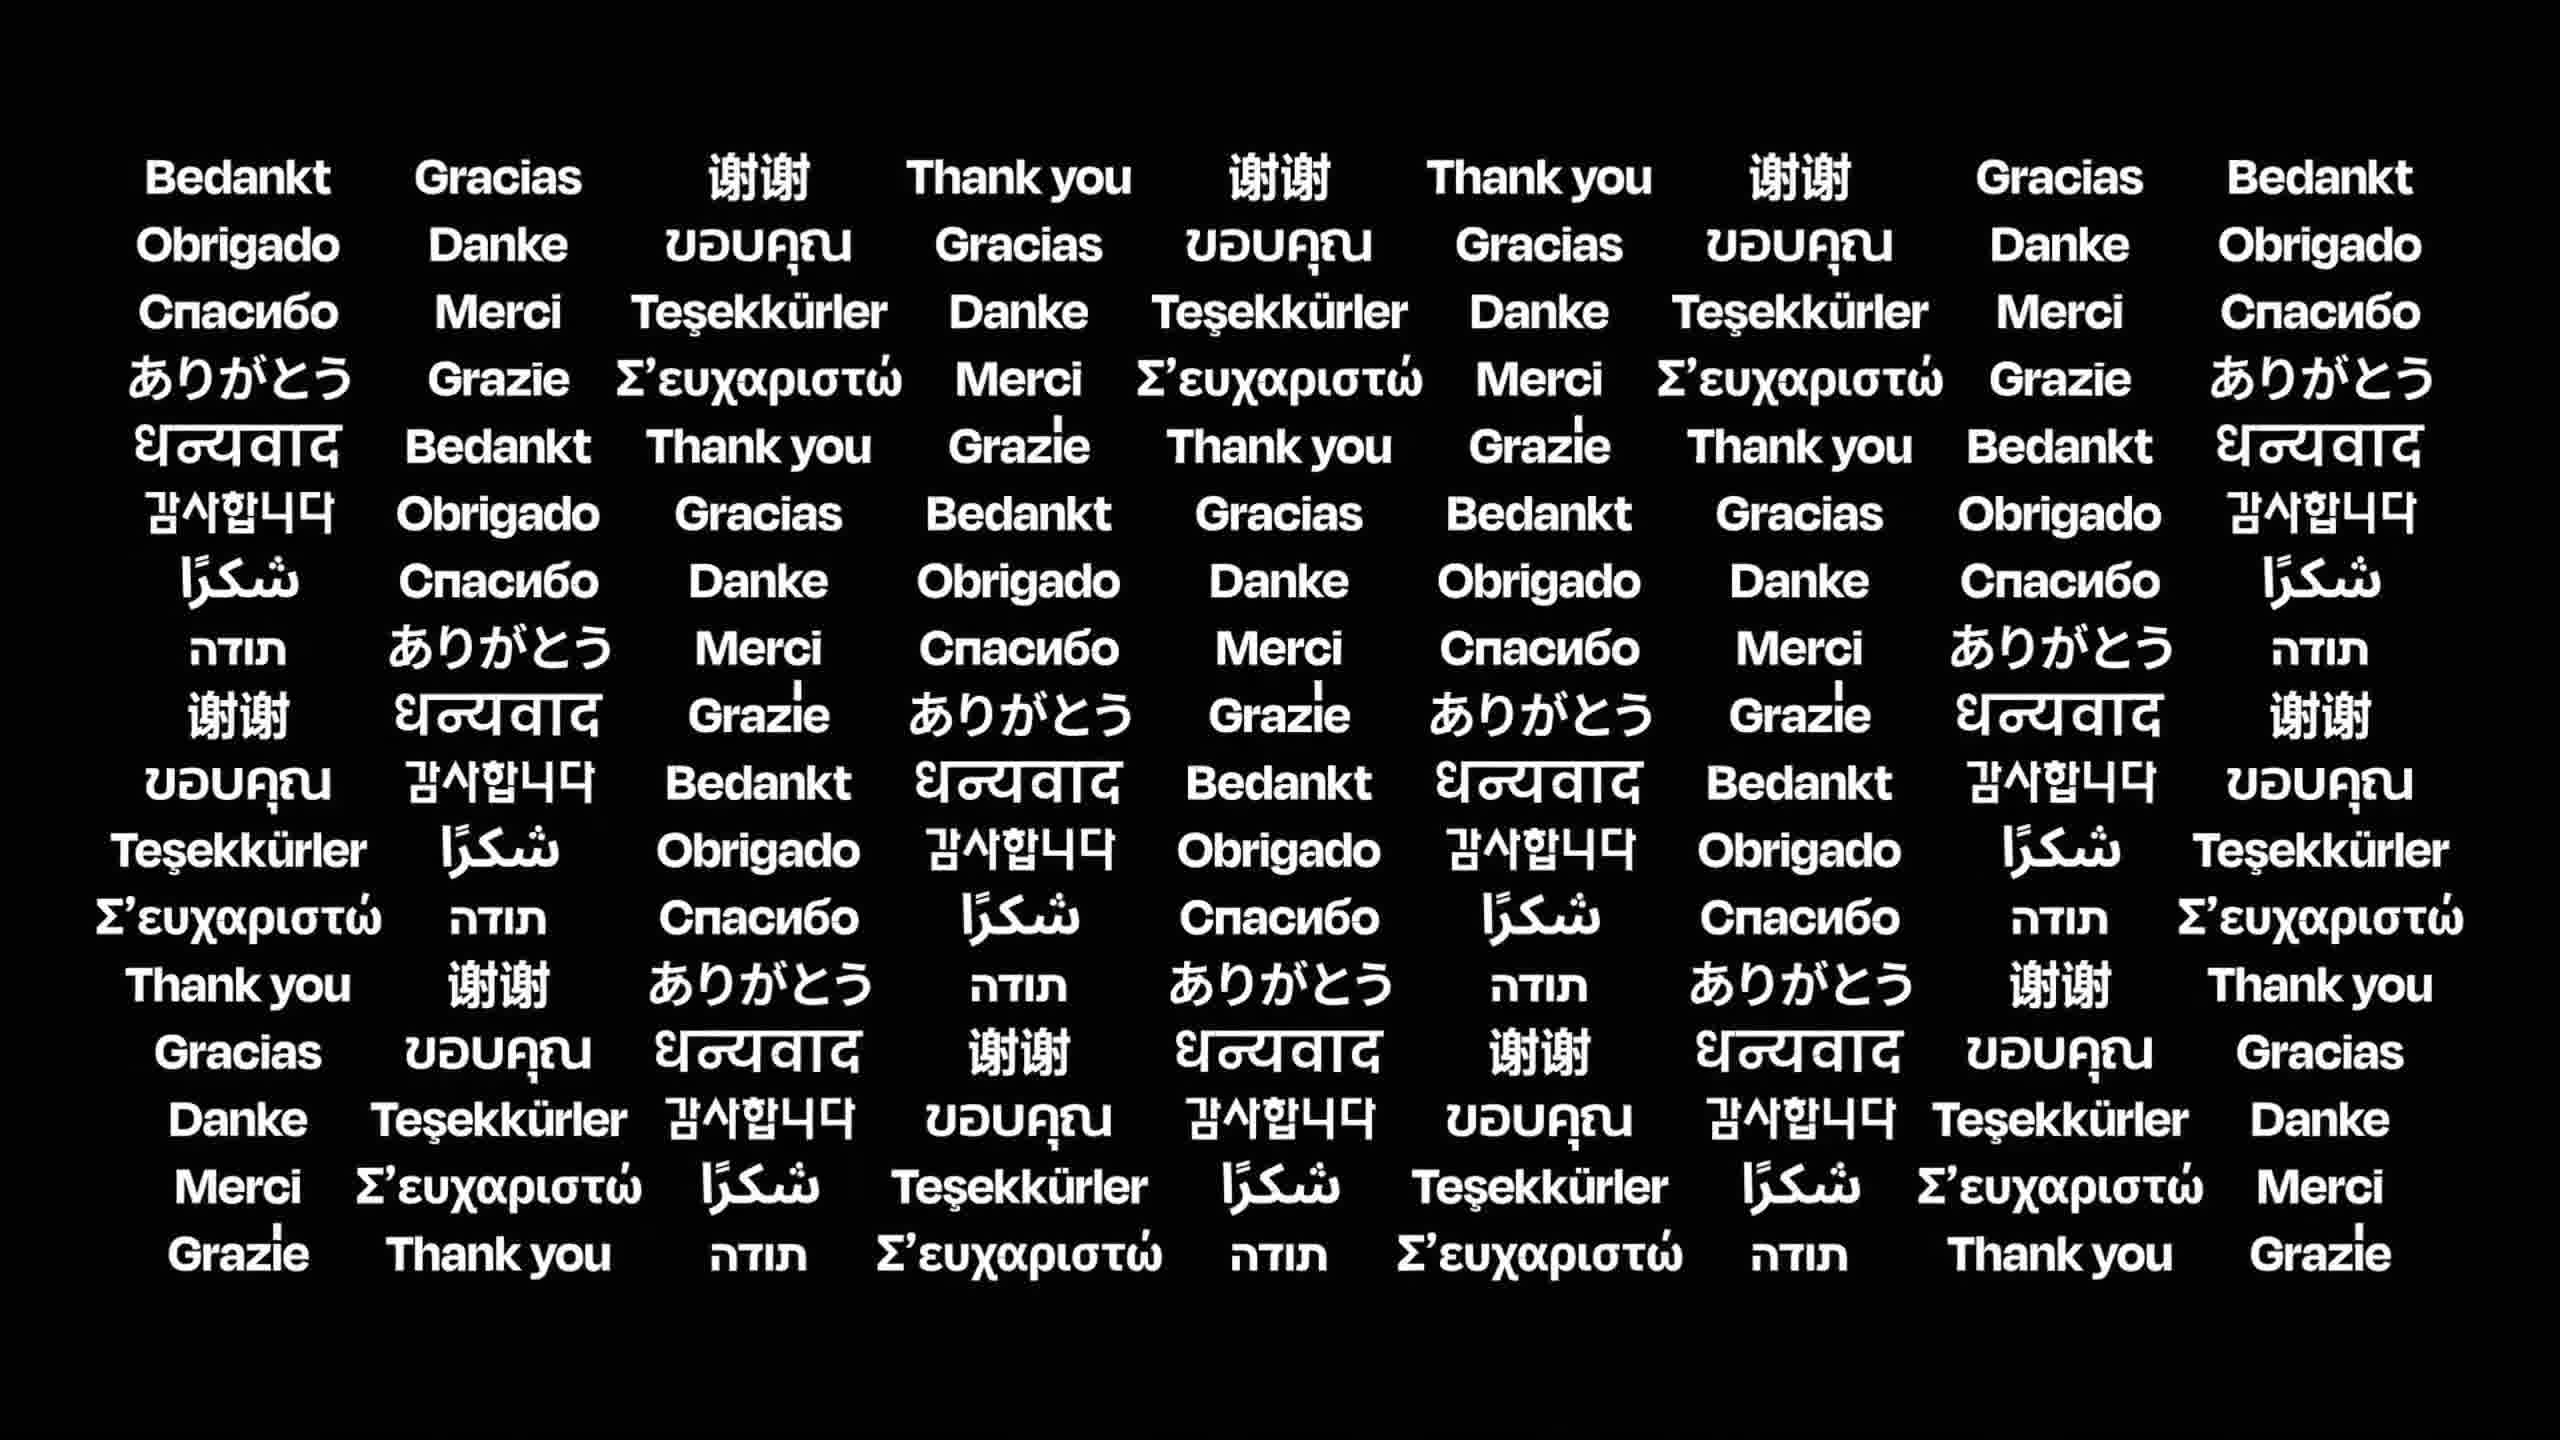 Bedankt Gracias 谢谢 Thank you 谢谢 Thank you 谢谢 Gracias Bedankt
Obrigado Danke ขอบคุณ Gracias ขอบคุณ Gracias ขอบคุณ Danke Obrigado
Спасибо Merci Teşekkürler Danke Teşekkürler Danke Teşekkürler Merci Спасибо
ありがとう Grazie Σ’ευχαριστώ Merci Σ’ευχαριστώ Merci Σ’ευχαριστώ Grazie ありがとう
धन्यवाद Bedankt Thank you Grazie Thank you Grazie Thank you Bedankt धन्यवाद
감사합니다 Obrigado Gracias Bedankt Gracias Bedankt Gracias Obrigado 감사합니다
شكرًا Спасибо Danke Obrigado Danke Obrigado Danke Спасибо شكرًا
תודה ありがとう Merci Спасибо Merci Спасибо Merci ありがとう תודה
谢谢 धन्यवाद Grazie ありがとう Grazie ありがとう Grazie धन्यवाद 谢谢
ขอบคุณ 감사합니다 Bedankt धन्यवाद Bedankt धन्यवाद Bedankt 감사합니다 ขอบคุณ
Teşekkürler شكرًا Obrigado 감사합니다 Obrigado 감사합니다 Obrigado شكرًا Teşekkürler
Σ’ευχαριστώ תודה Спасибо شكرًا Спасибо شكرًا Спасибо תודה Σ’ευχαριστώ
Thank you 谢谢 ありがとう תודה ありがとう תודה ありがとう 谢谢 Thank you
Gracias ขอบคุณ धन्यवाद 谢谢 धन्यवाद 谢谢 धन्यवाद ขอบคุณ Gracias
Danke Teşekkürler 감사합니다 ขอบคุณ 감사합니다 ขอบคุณ 감사합니다 Teşekkürler Danke
Merci Σ’ευχαριστώ شكرًا Teşekkürler شكرًا Teşekkürler شكرًا Σ’ευχαριστώ Merci
Grazie Thank you תודה Σ’ευχαριστώ תודה Σ’ευχαριστώ תודה Thank you Grazie